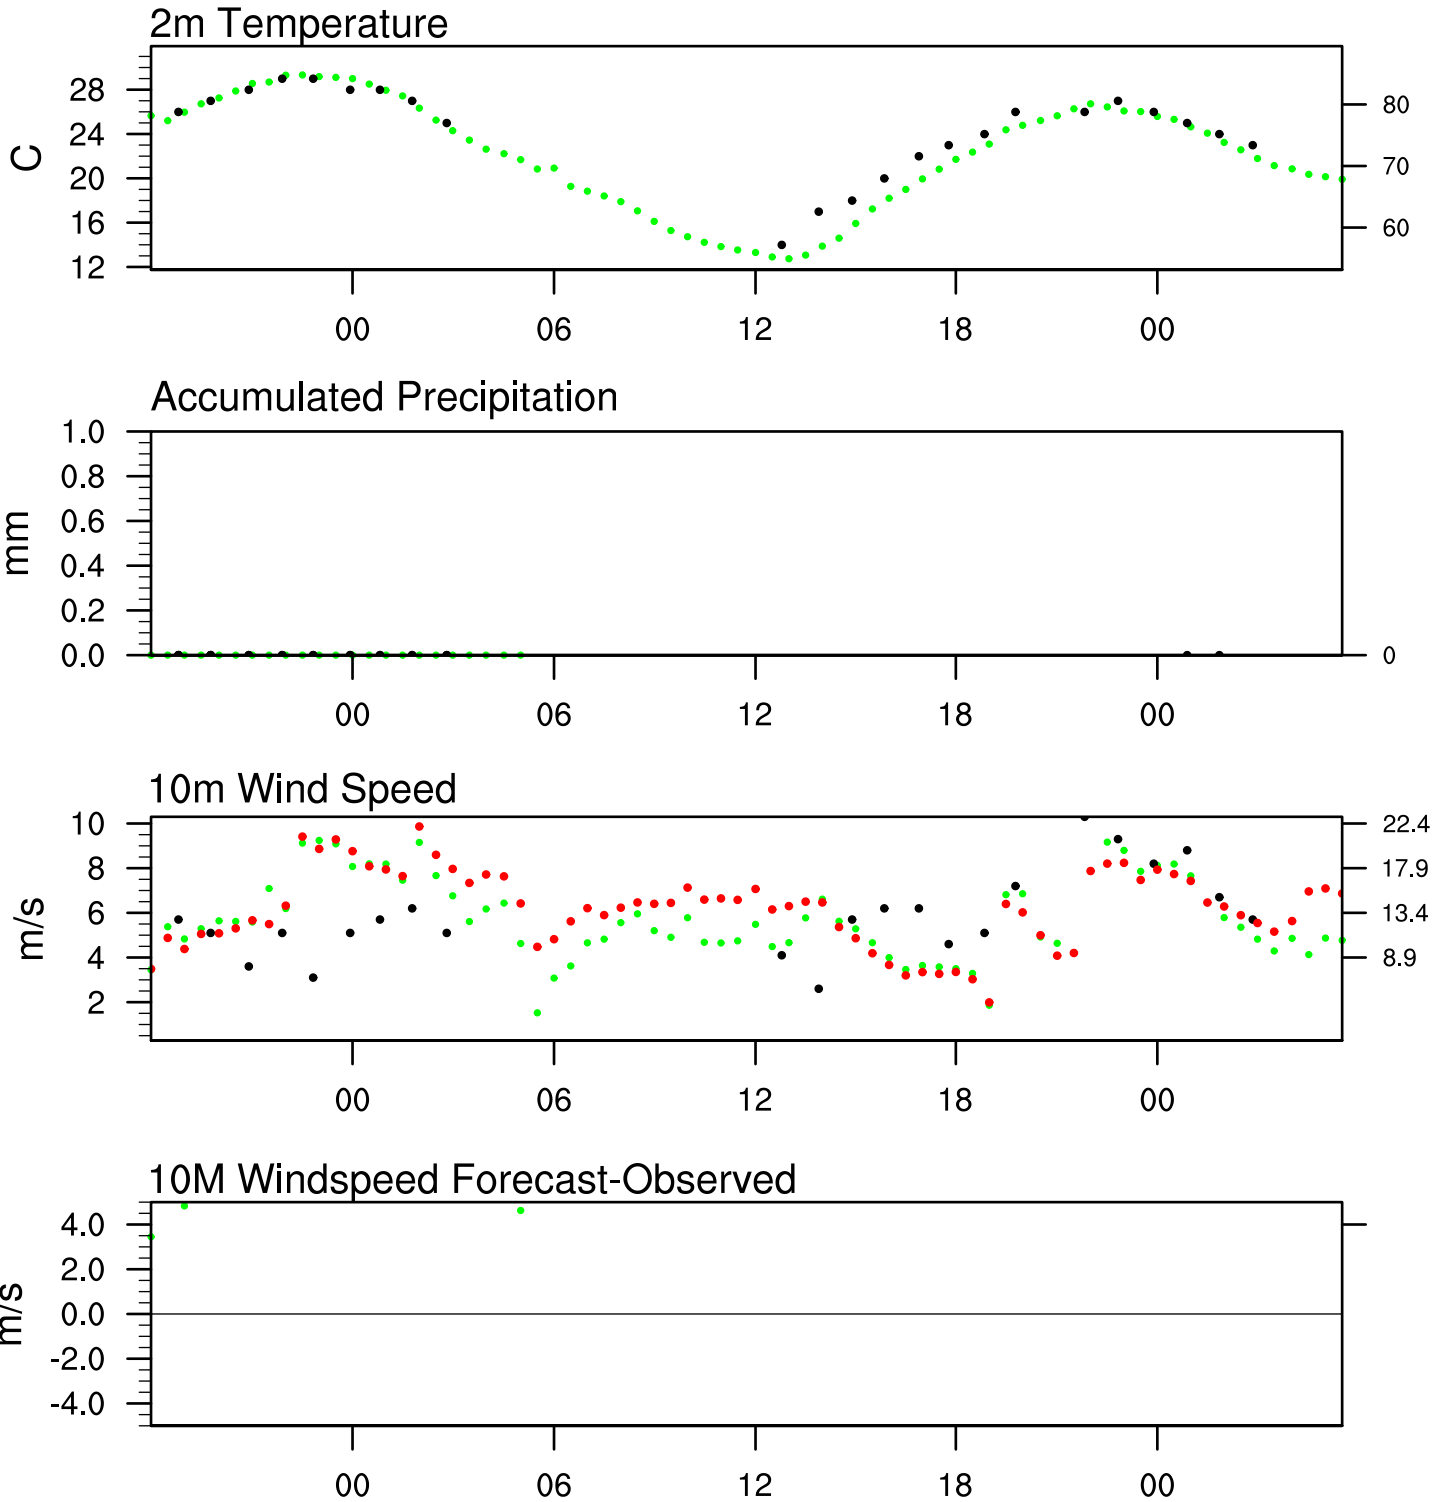 2m Temperature
28
24
20
16
12
C
80
70
60
00 06 12 18 00
Accumulated Precipitation
1.0
0.8
0.6
0.4
0.2
0.0
mm
0
00 06 12 18 00
10m Wind Speed
10
8
6
4
2
m/s
22.4
17.9
13.4
8.9
00 06 12 18 00
10M Windspeed Forecast-Observed
4.0
2.0
0.0
-2.0
-4.0
m/s
00 06 12 18 00